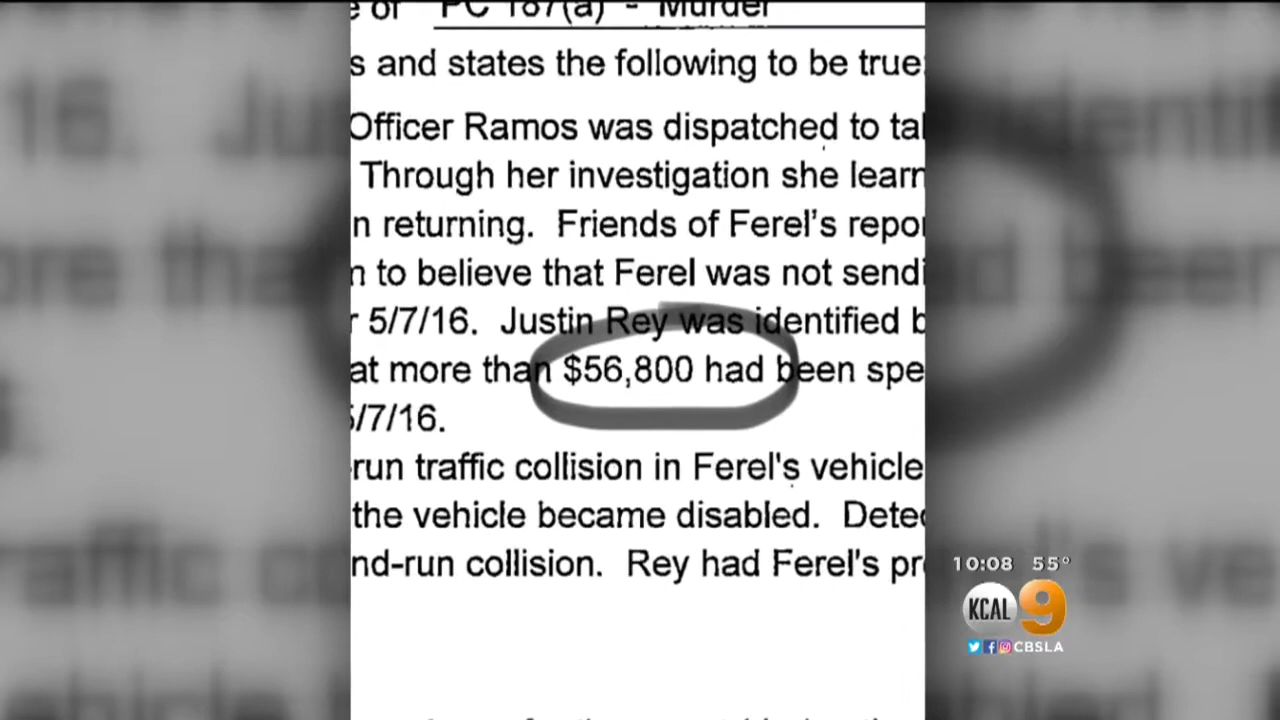 PC 187(a) - Murder
s and states the following to be true
Officer Ramos was dispatched to tal
Through her investigation she learn
n returning. Friends of Ferel's repo
to believe that Ferel was not sendi
5/7/16. Justin Rey was identified b
at more than $56,800 had been spe
5/7/16.
run traffic collision in Ferel's vehicle
the vehicle became disabled. Detec
nd-run collision. Rey had Ferel's pr
10:08 55°
KCAL 9
CBSLA